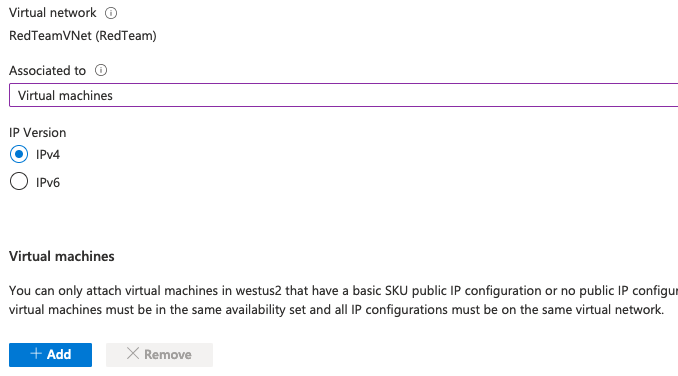 Virtual network
RedTeamVNet (RedTeam)
Associated to
Virtual machines
IP Version
IPv4
IPv6
Virtual machines
You can only attach virtual machines in westus2 that have a basic SKU public IP configuration or no public IP
virtual machines must be in the same availability set and all IP configurations must be on the same virtual network.
+ Add
Remove